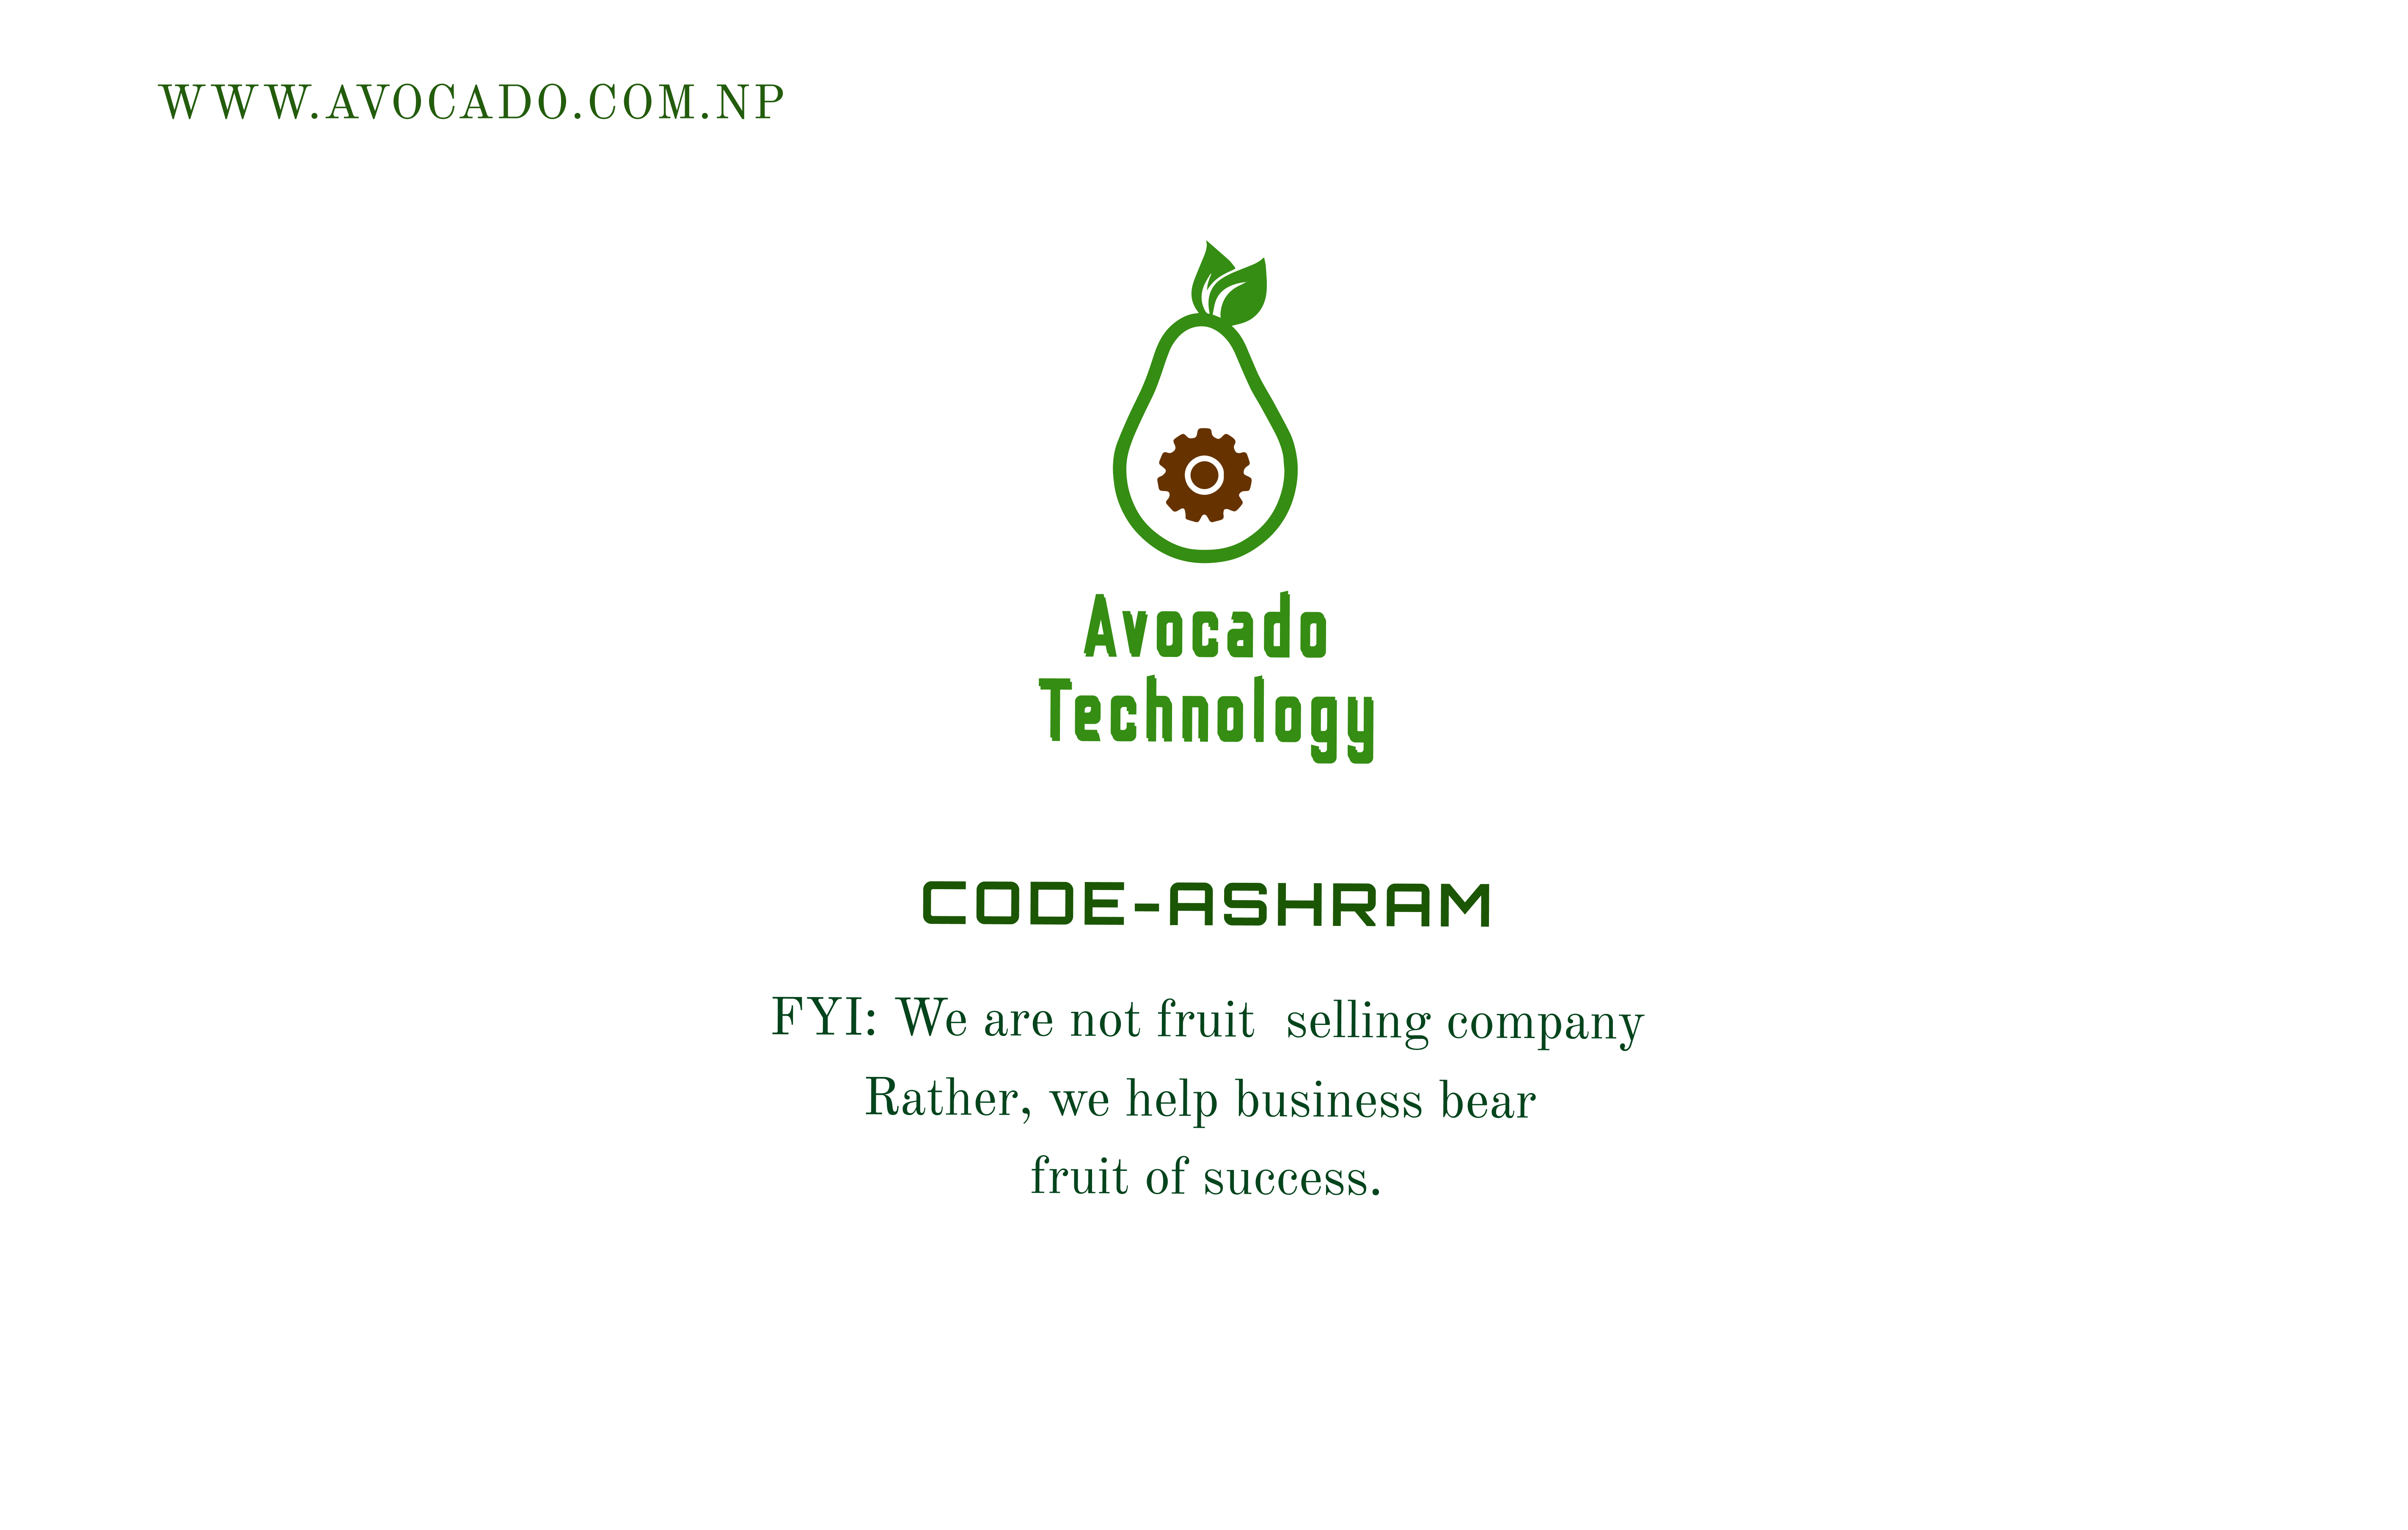 WWW.AVOCADO.COM.NP
Avocado
Technology
CODE-ASHRAM
FYI: We are not fruit  selling company
Rather, we help business bear
fruit of success.